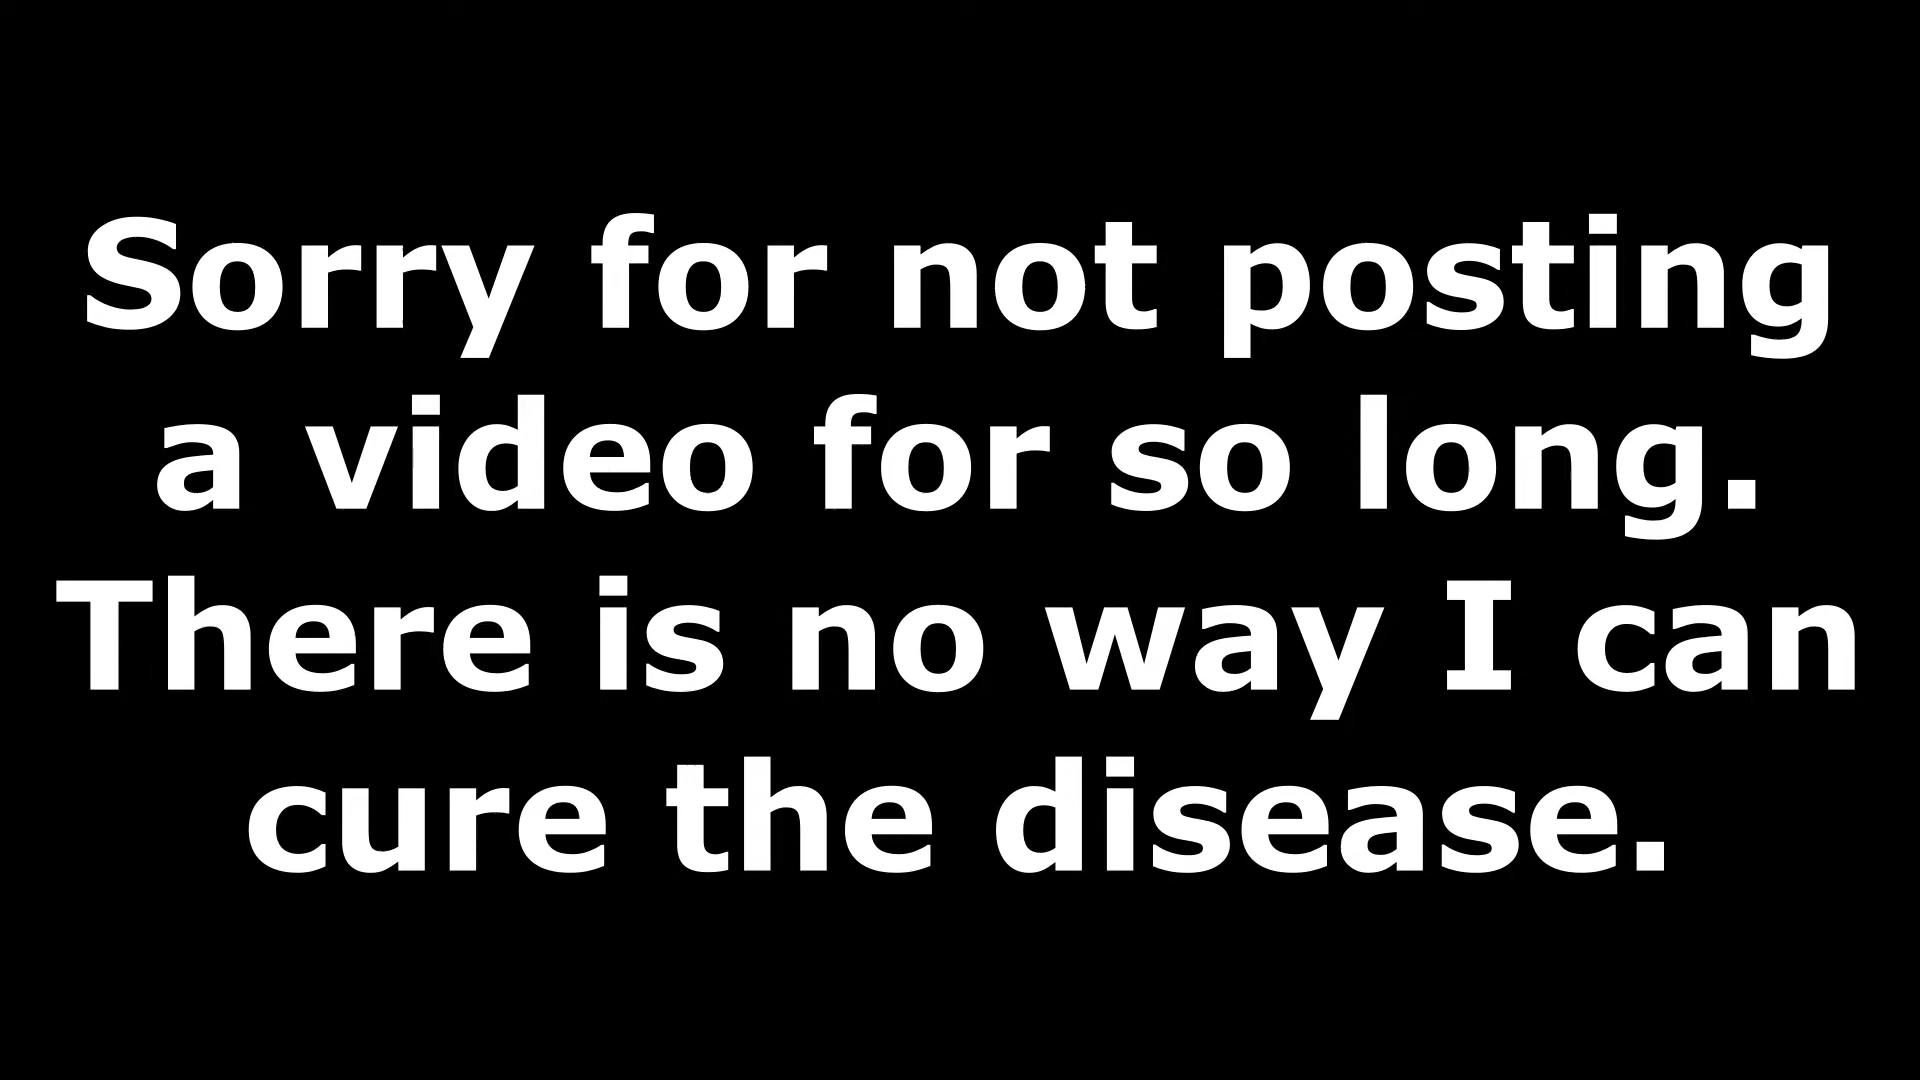 Sorry for not posting
a video for so long.
There is no way I can
cure the disease.